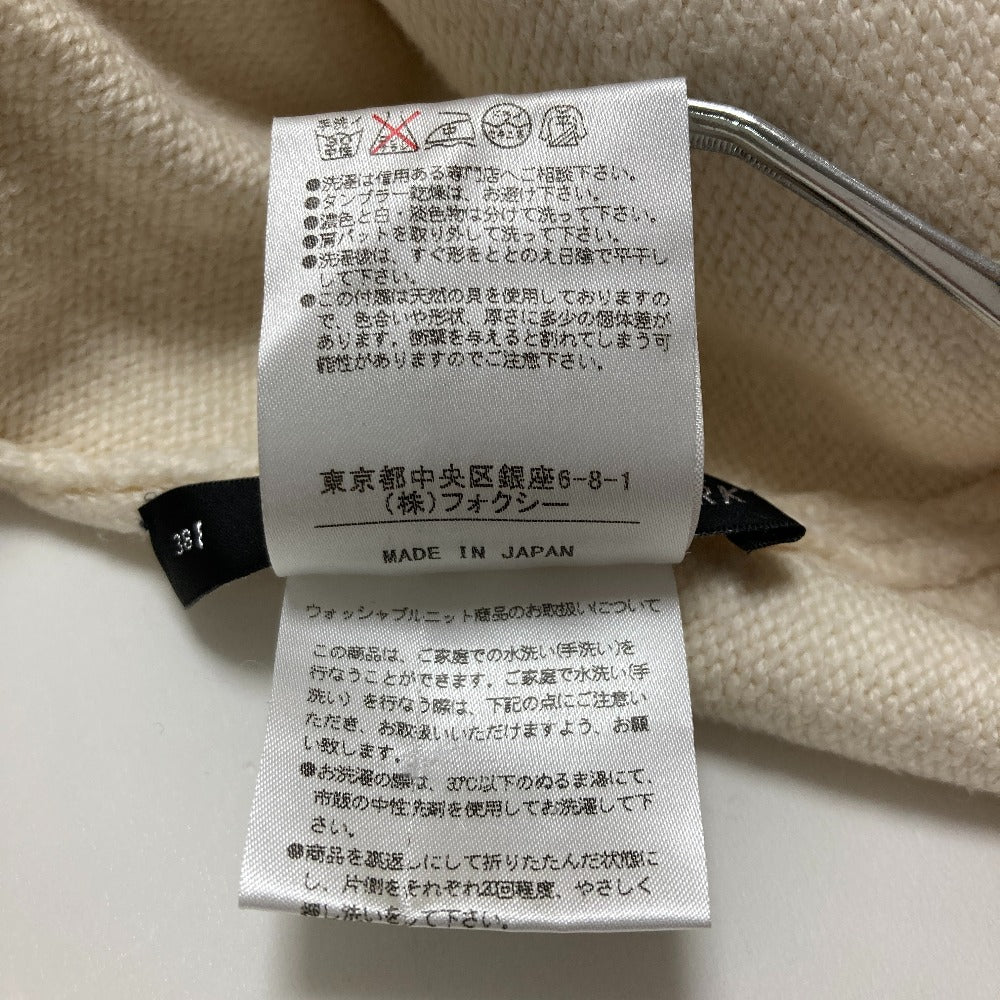 手洗イ
中性
中
●洗濯は信用ある専門店へご相談下さい。
●タンブラー乾燥は、お避け下さい。
●濃色と白・淡色物は分けて洗って下さい。
●肩パットを取り外して洗って下さい。
●洗濯後は、すぐ形をととのえ日陰で平干し
して下さい。
●この付属は天然の貝を使用しておりますの
で、色合いや形状、厚さに多少の個体差が
あります。衝撃を与えると割れてしまう可
能性がありますのでご注意下さい。
東京都中央区銀座6-8-1
(株)フォクシー
MADE IN JAPAN
38
RK
ウォッシャブルニット商品のお取扱いについて
この商品は、ご家庭での水洗い(手洗い)を
行なうことができます。ご家庭で水洗い(手
洗い)を行なう際は、下記の点にご注意い
ただき、お取扱いいただけますよう、お願
い致します。
●お洗濯の際は、30℃以下のぬるま湯にて、
市販の中性洗剤を使用してお洗濯して下
さい。
●商品を裏返しにして折りたたんだ状態に
し、片側をそれぞれ20回程度、やさしく
押し洗いをして下さい。